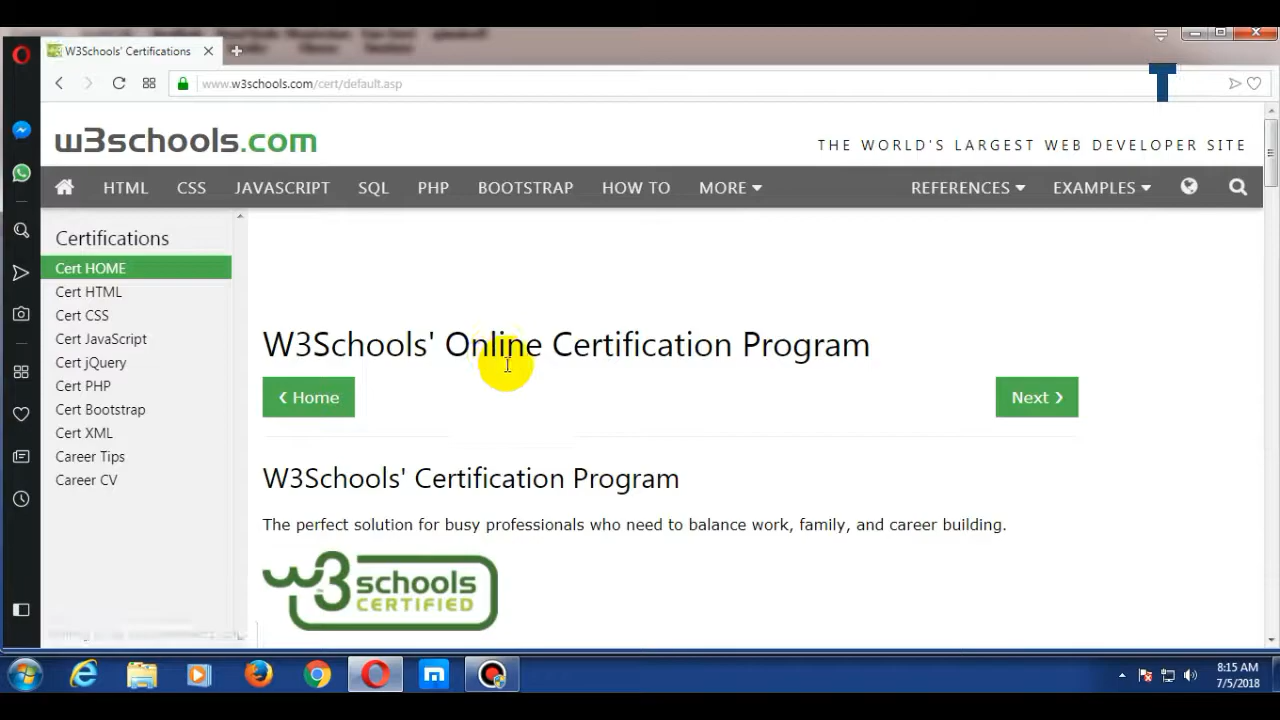 W3Schools' Certifications
www.w3schools.com/cert/default.asp
T
w3schools.com
THE WORLD'S LARGEST WEB DEVELOPER SITE
HTML CSS JAVASCRIPT SQL PHP BOOTSTRAP HOW TO MORE REFERENCES EXAMPLES
Certifications
Cert HOME
Cert HTML
Cert CSS
Cert JavaScript
Cert jQuery
Cert PHP
Cert Bootstrap
Cert XML
Career Tips
Career CV
W3Schools' Online Certification Program
❮ Home
Next ❯
W3Schools' Certification Program
The perfect solution for busy professionals who need to balance work, family, and career building.
w3schools
CERTIFIED
8:15 AM
7/5/2018